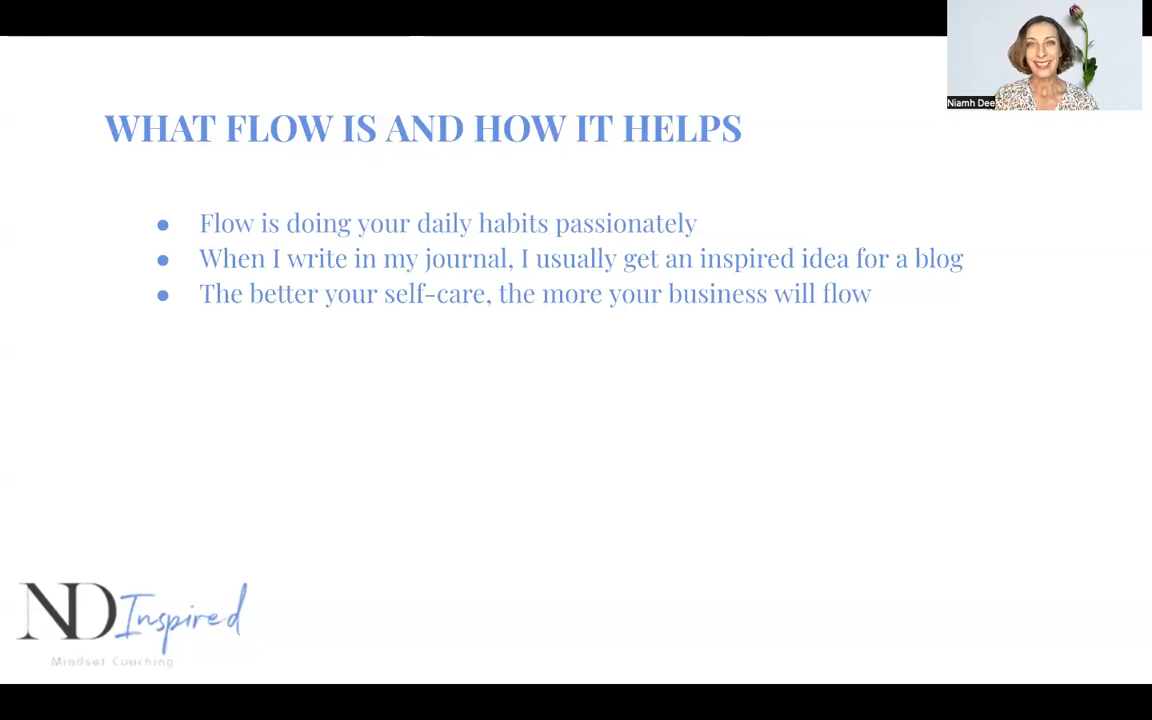 Niamh Dee
WHAT FLOW IS AND HOW IT HELPS
● Flow is doing your daily habits passionately
● When I write in my journal, I usually get an inspired idea for a blog
● The better your self-care, the more your business will flow
ND Inspired
Mindset Coaching